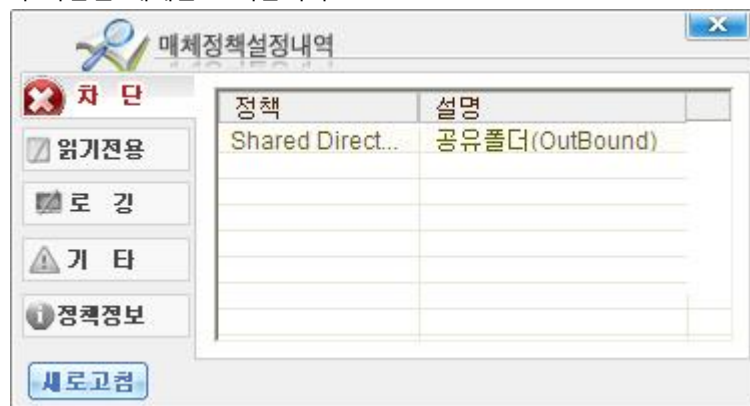 매체정책설정내역
차 단
읽기전용
로 깅
기 타
정책정보
새로고침
정책 설명
Shared Direct... 공유폴더(OutBound)